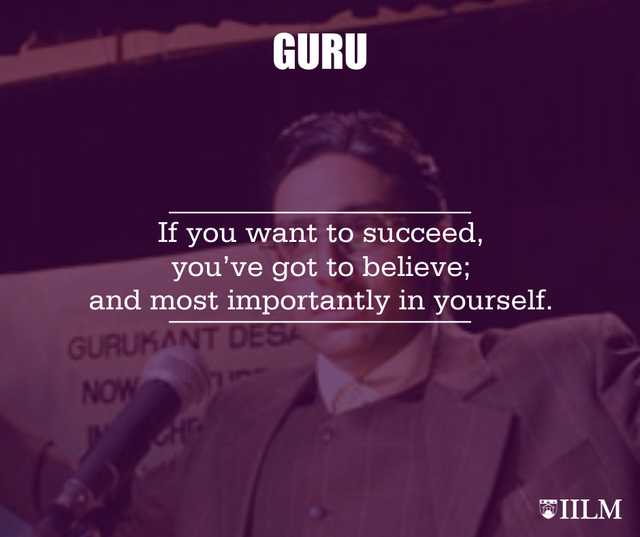 GURU
If you want to succeed,
you've got to believe;
and most importantly in yourself.
GURUKANT DESA
NOW
IILM